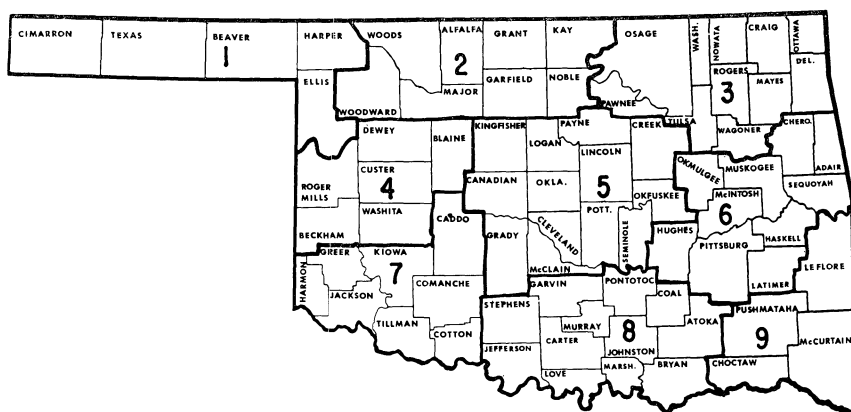 CIMARRON TEXAS BEAVER HARPER WOODS ALFALFA GRANT KAY OSAGE WASH. NOWATA CRAIG OTTAWA
1 2 ROGERS DEL.
ELLIS MAJOR GARFIELD NOBLE 3 MAYES
WOODWARD PAWNEE
DEWEY BLAINE KINGFISHER PAYNE CREEK TULSA WAGONER CHERO.
LOGAN LINCOLN OKMULGEE MUSKOGEE ADAIR
CUSTER CANADIAN OKLA. 5 McINTOSH SEQUOYAH
ROGER
MILLS
4 OKFUSKEE 6
WASHITA CADDO POTT.
BECKHAM GRADY CLEVELAND SEMINOLE HUGHES PITTSBURG HASKELL
GREER KIOWA McCLAIN LATIMER LE FLORE
HARMON 7 COMANCHE GARVIN PONTOTOC COAL
JACKSON STEPHENS ATOKA PUSHMATAHA
TILLMAN COTTON MURRAY 8 9
JEFFERSON CARTER JOHNSTON BRYAN CHOCTAW McCURTAIN
LOVE MARSH.